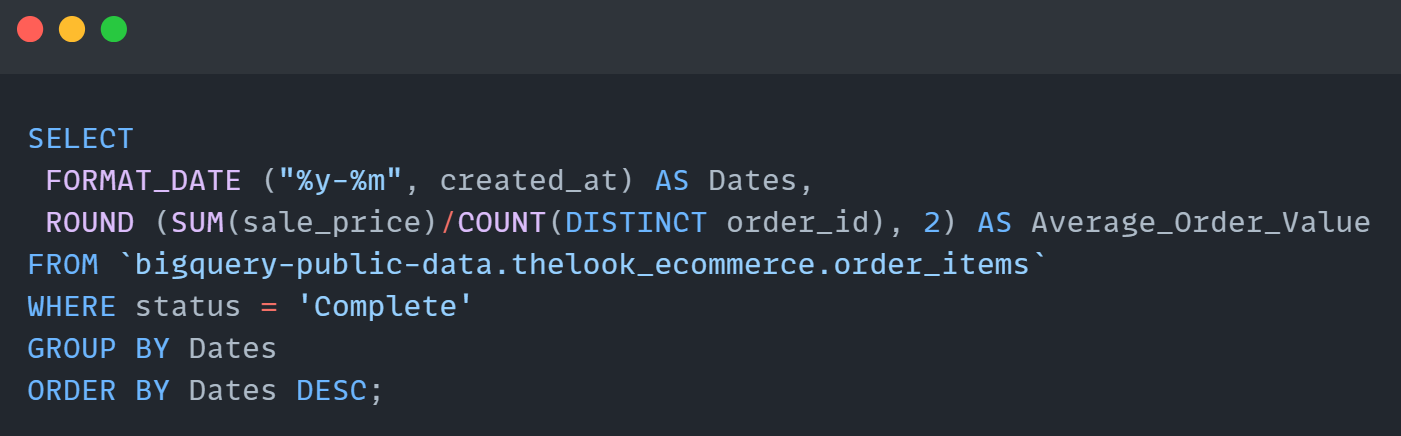 SELECT
 FORMAT_DATE ("%y-%m", created_at) AS Dates,
 ROUND (SUM(sale_price)/COUNT(DISTINCT order_id), 2) AS Average_Order_Value
FROM `bigquery-public-data.thelook_ecommerce.order_items`
WHERE status = 'Complete'
GROUP BY Dates
ORDER BY Dates DESC;